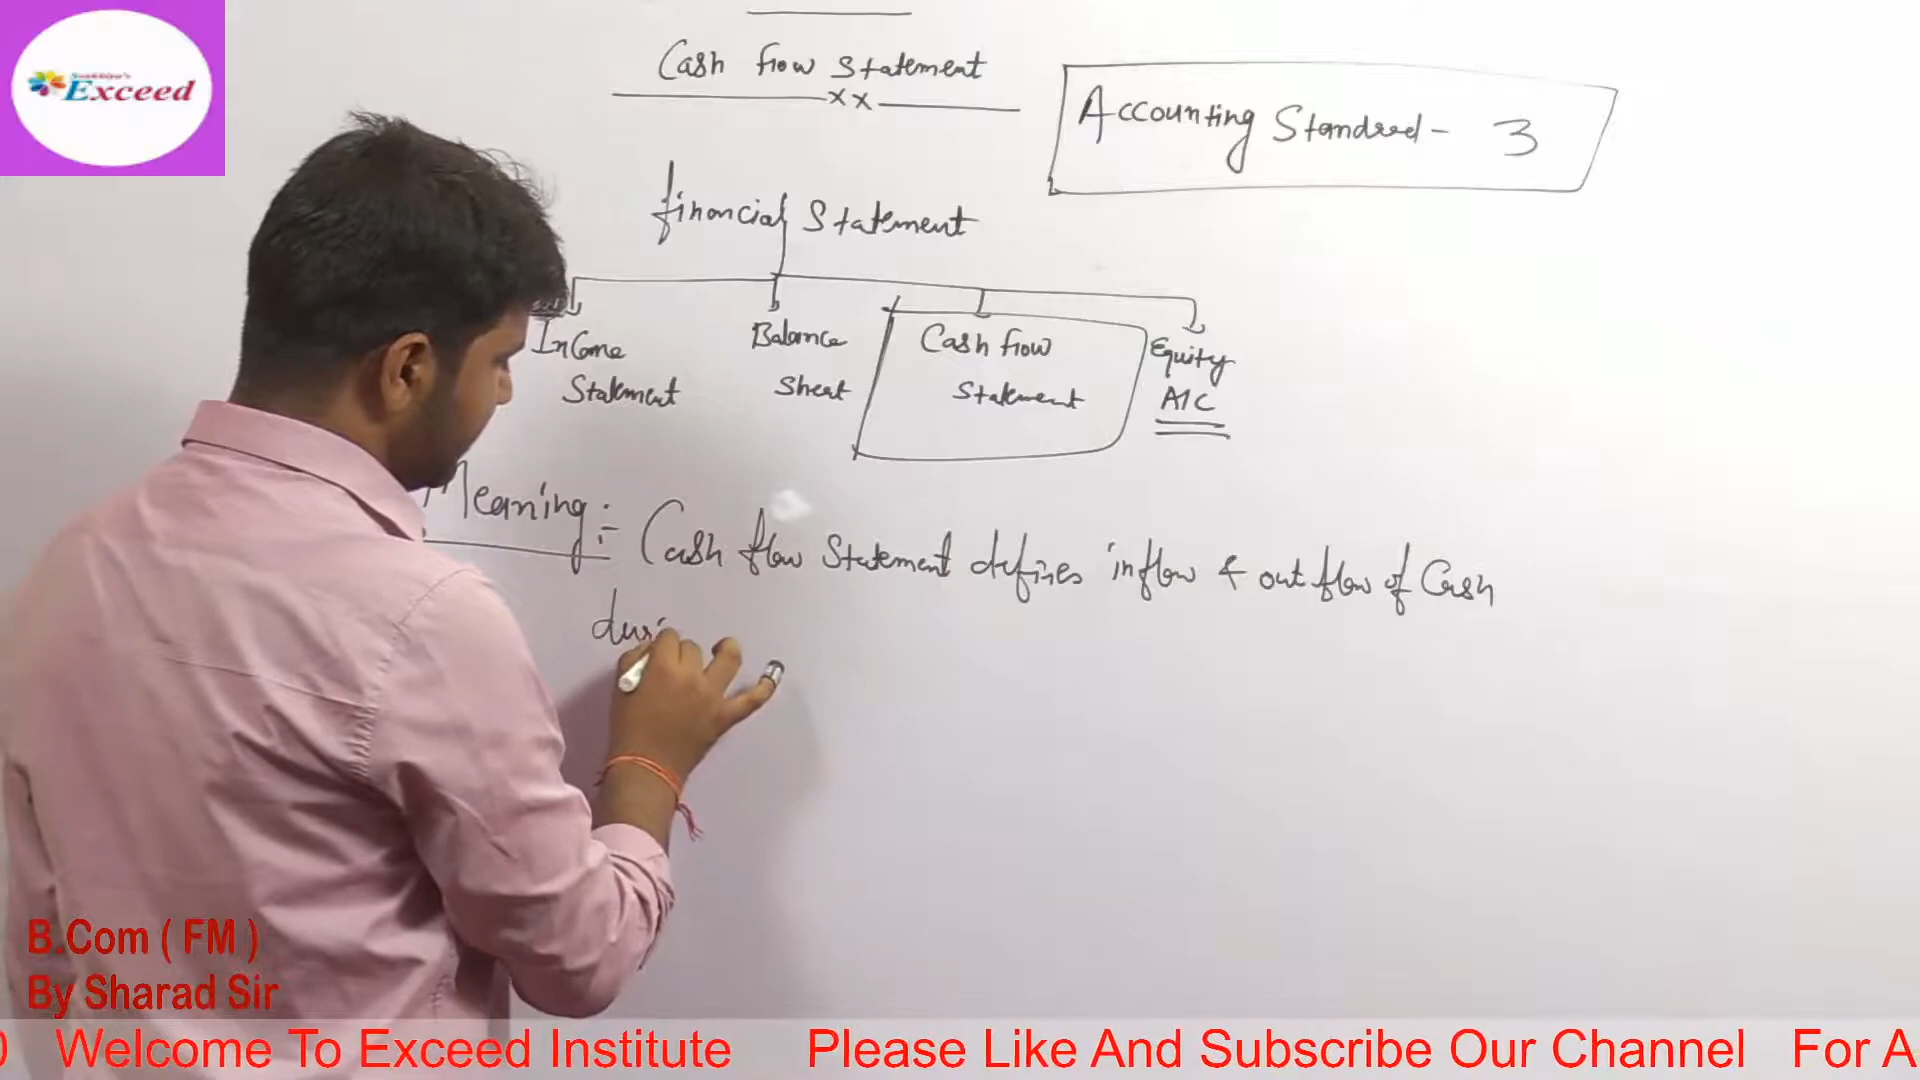 Exceed
Cash flow Statement
x x
Accounting Standred - 3
financial Statement
InCome
Statement
Balance
Sheet
Cash flow
Statement
Equity
A/C
Meaning :- Cash flow Statement defines inflow & out flow of Cash
duri
B.Com ( FM )
By Sharad Sir
Welcome To Exceed Institute Please Like And Subscribe Our Channel For A